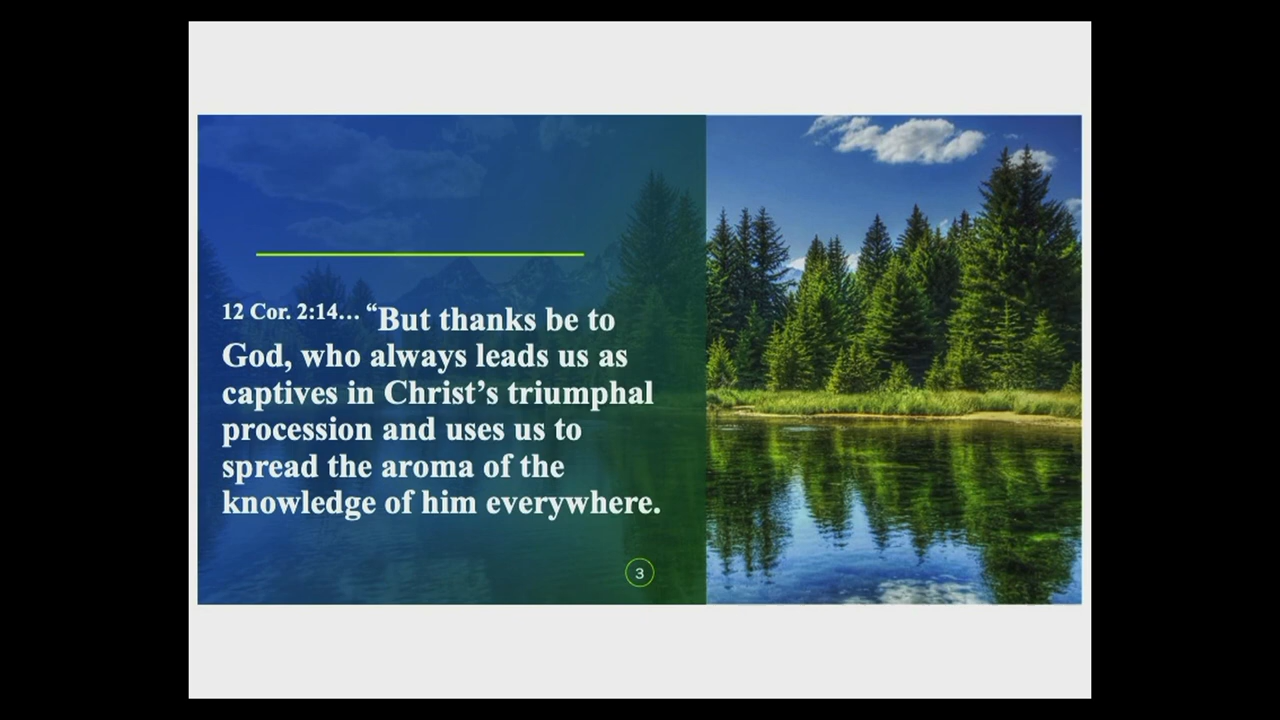 12 Cor. 2:14… “But thanks be to
God, who always leads us as
captives in Christ’s triumphal
procession and uses us to
spread the aroma of the
knowledge of him everywhere.
3